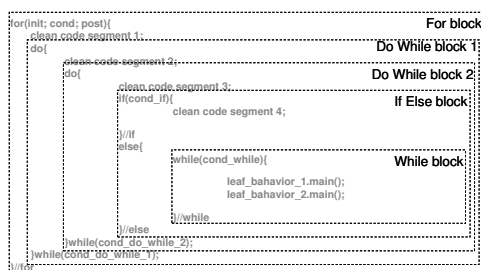 for(init; cond; post){ For block
clean code segment 1;
do{ Do While block 1
clean code segment 2;
do{ Do While block 2
clean code segment 3;
if(cond_if){ If Else block
clean code segment 4;
}//if
else{
while(cond_while){ While block
leaf_bahavior_1.main();
leaf_bahavior_2.main();
}//while
}//else
}while(cond_do_while_2);
}while(cond_do_while_1);
}//for